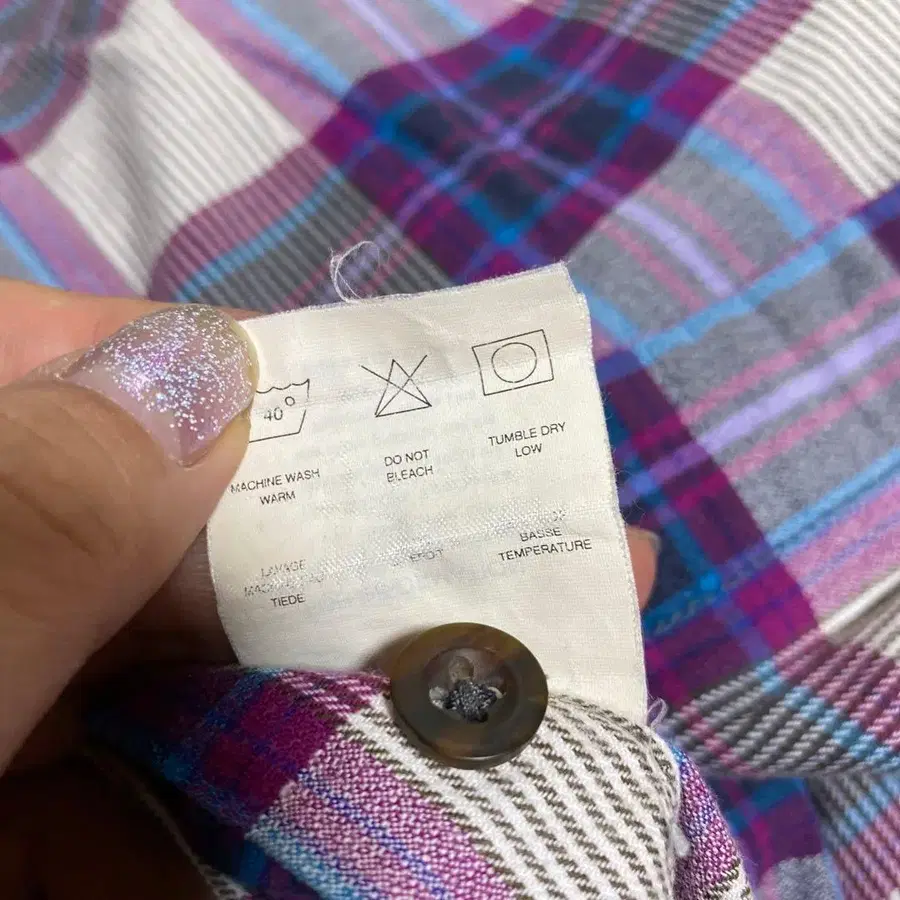 40°
MACHINE WASH
WARM
DO NOT
BLEACH
TUMBLE DRY
LOW
TIEDE
BASSE
TEMPERATURE